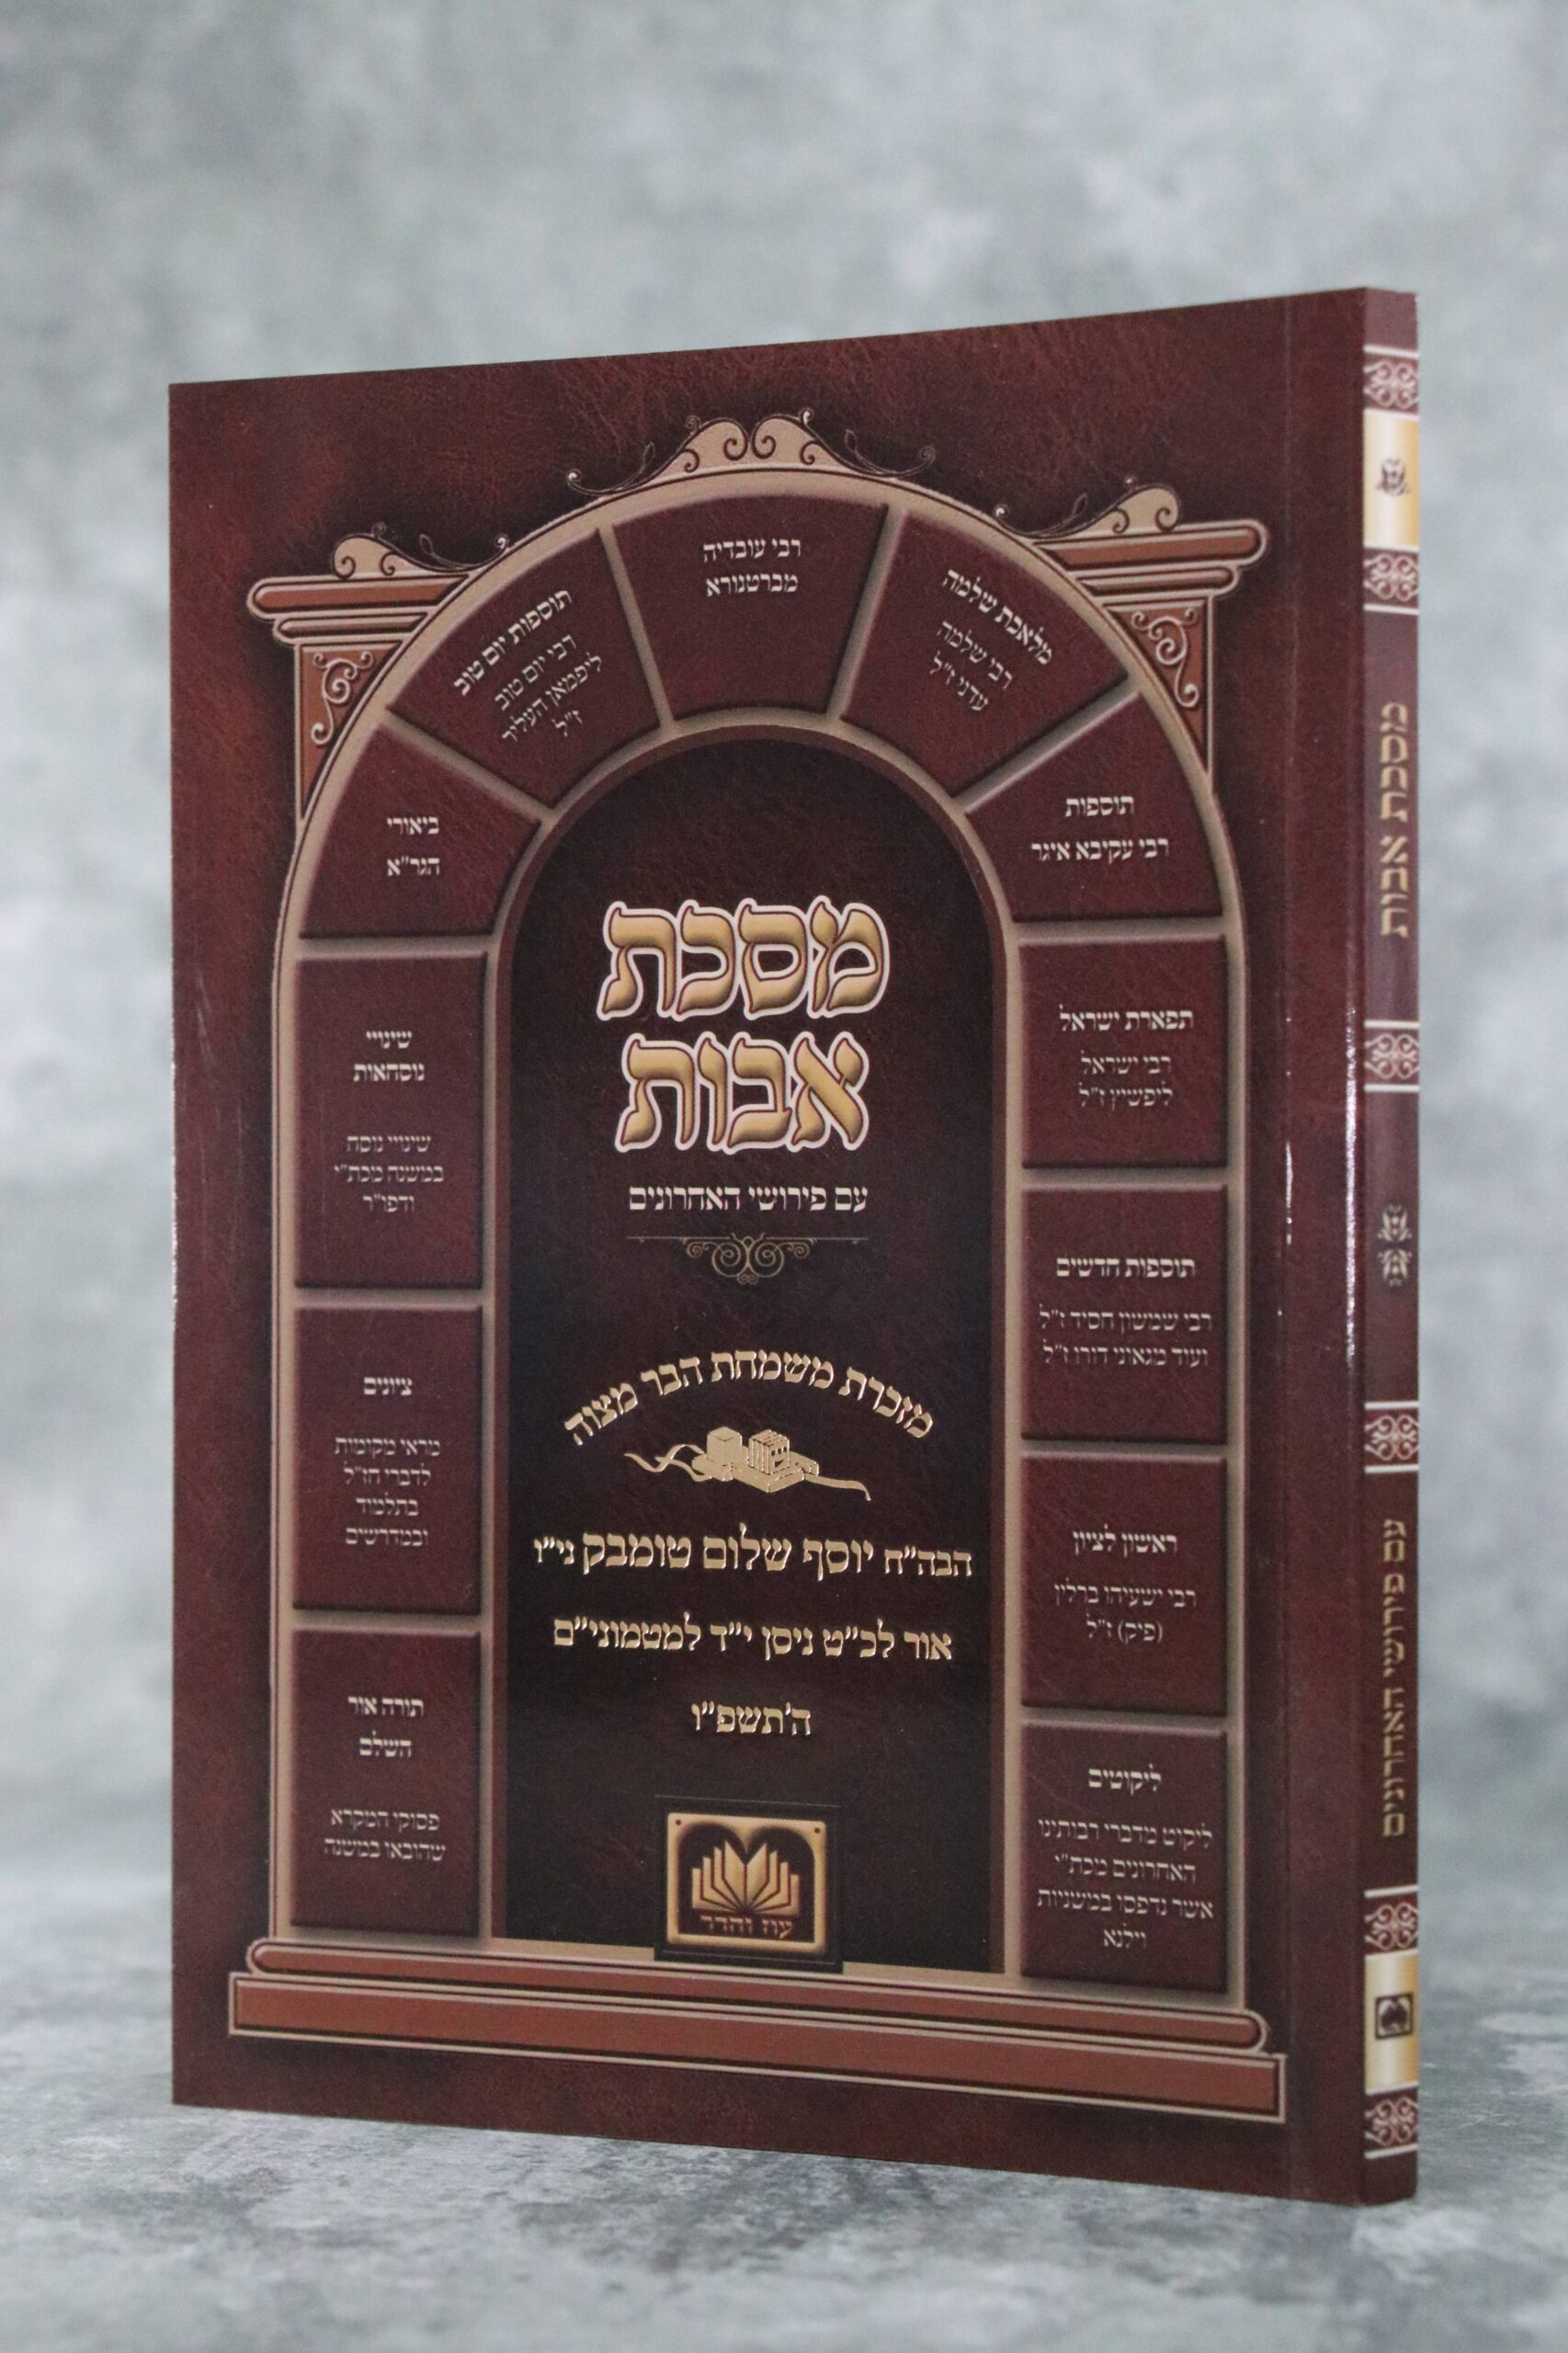 רבי עובדיה
מברטנורא
מלאכת שלמה
רבי שלמה
עדני ז"ל
תוספות
רבי עקיבא איגר
תפארת ישראל
רבי ישראל
ליפשיץ ז"ל
תוספות חדשים
רבי שמשון חסיד ז"ל
ועוד מגאוני דורו ז"ל
ראשון לציון
רבי ישעיהו ברלין
(פיק) ז"ל
ליקוטים
ליקוט מדברי רבותינו
האחרונים מכת"י
אשר נדפסו במשניות
וילנא
תוספות יום טוב
רבי יום טוב
ליפמאן העליר
ז"ל
ביאורי
הגר"א
שינויי
נוסחאות
שינויי נוסח
במשנה מכת"י
ודפו"ר
ציונים
מראי מקומות
לדברי חז"ל
בתלמוד
ובמדרשים
תורה אור
השלם
פסוקי המקרא
שהובאו במשנה
מסכת
אבות
עם פירושי האחרונים
מזכרת משמחת הבר מצוה
הבה"ח יוסף שלום טומבק ני"ו
אור לכ"ט ניסן י"ד למטמוני"ם
ה'תשפ"ו
עוז והדר
מסכת אבות
עם פירושי האחרונים